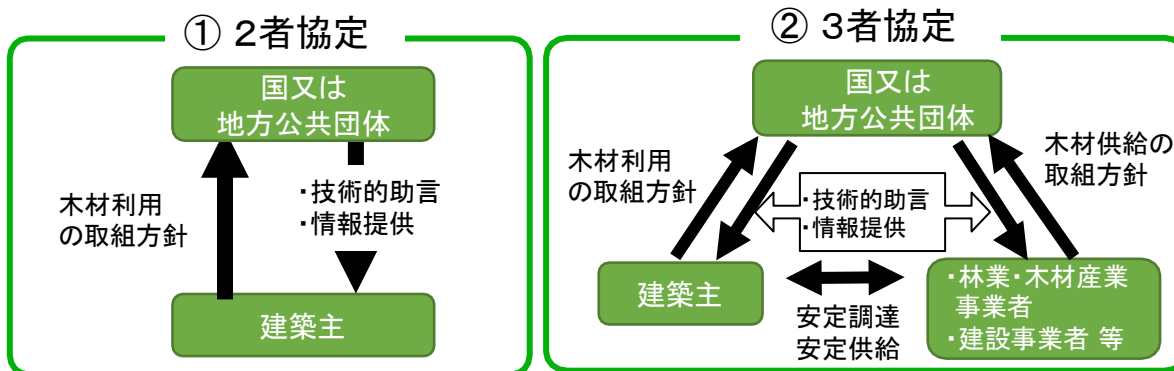 ① 2者協定
国又は
地方公共団体
木材利用
の取組方針
・技術的助言
・情報提供
建築主
② 3者協定
国又は
地方公共団体
木材利用
の取組方針
木材供給の
取組方針
・技術的助言
・情報提供
建築主
安定調達
安定供給
・林業・木材産業
事業者
・建設事業者 等